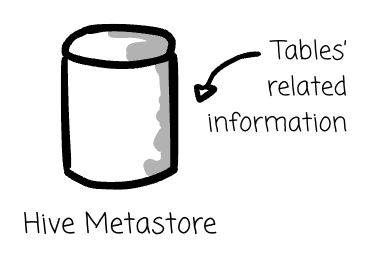 Tables'
related
information
Hive Metastore